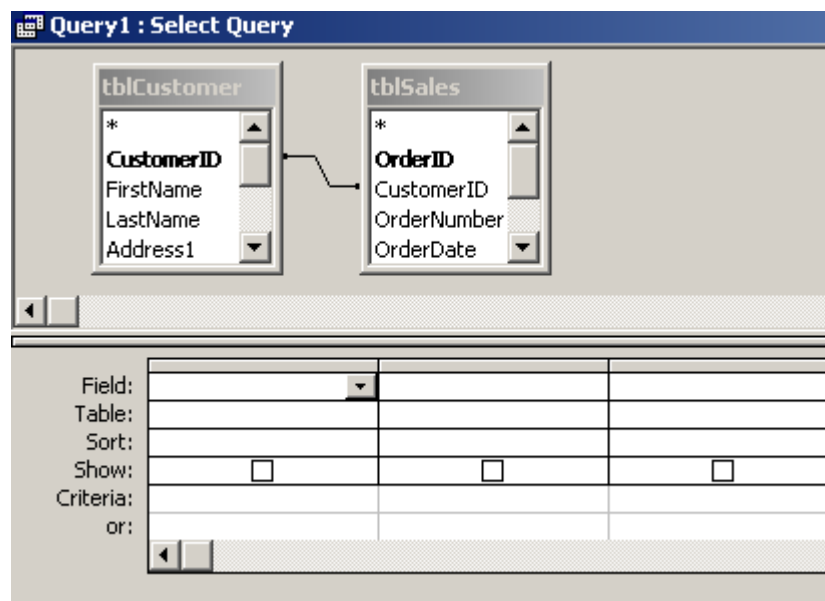 Query1 : Select Query
tblCustomer
*
CustomerID
FirstName
LastName
Address1
tblSales
*
OrderID
CustomerID
OrderNumber
OrderDate
Field:
Table:
Sort:
Show:
Criteria:
or: